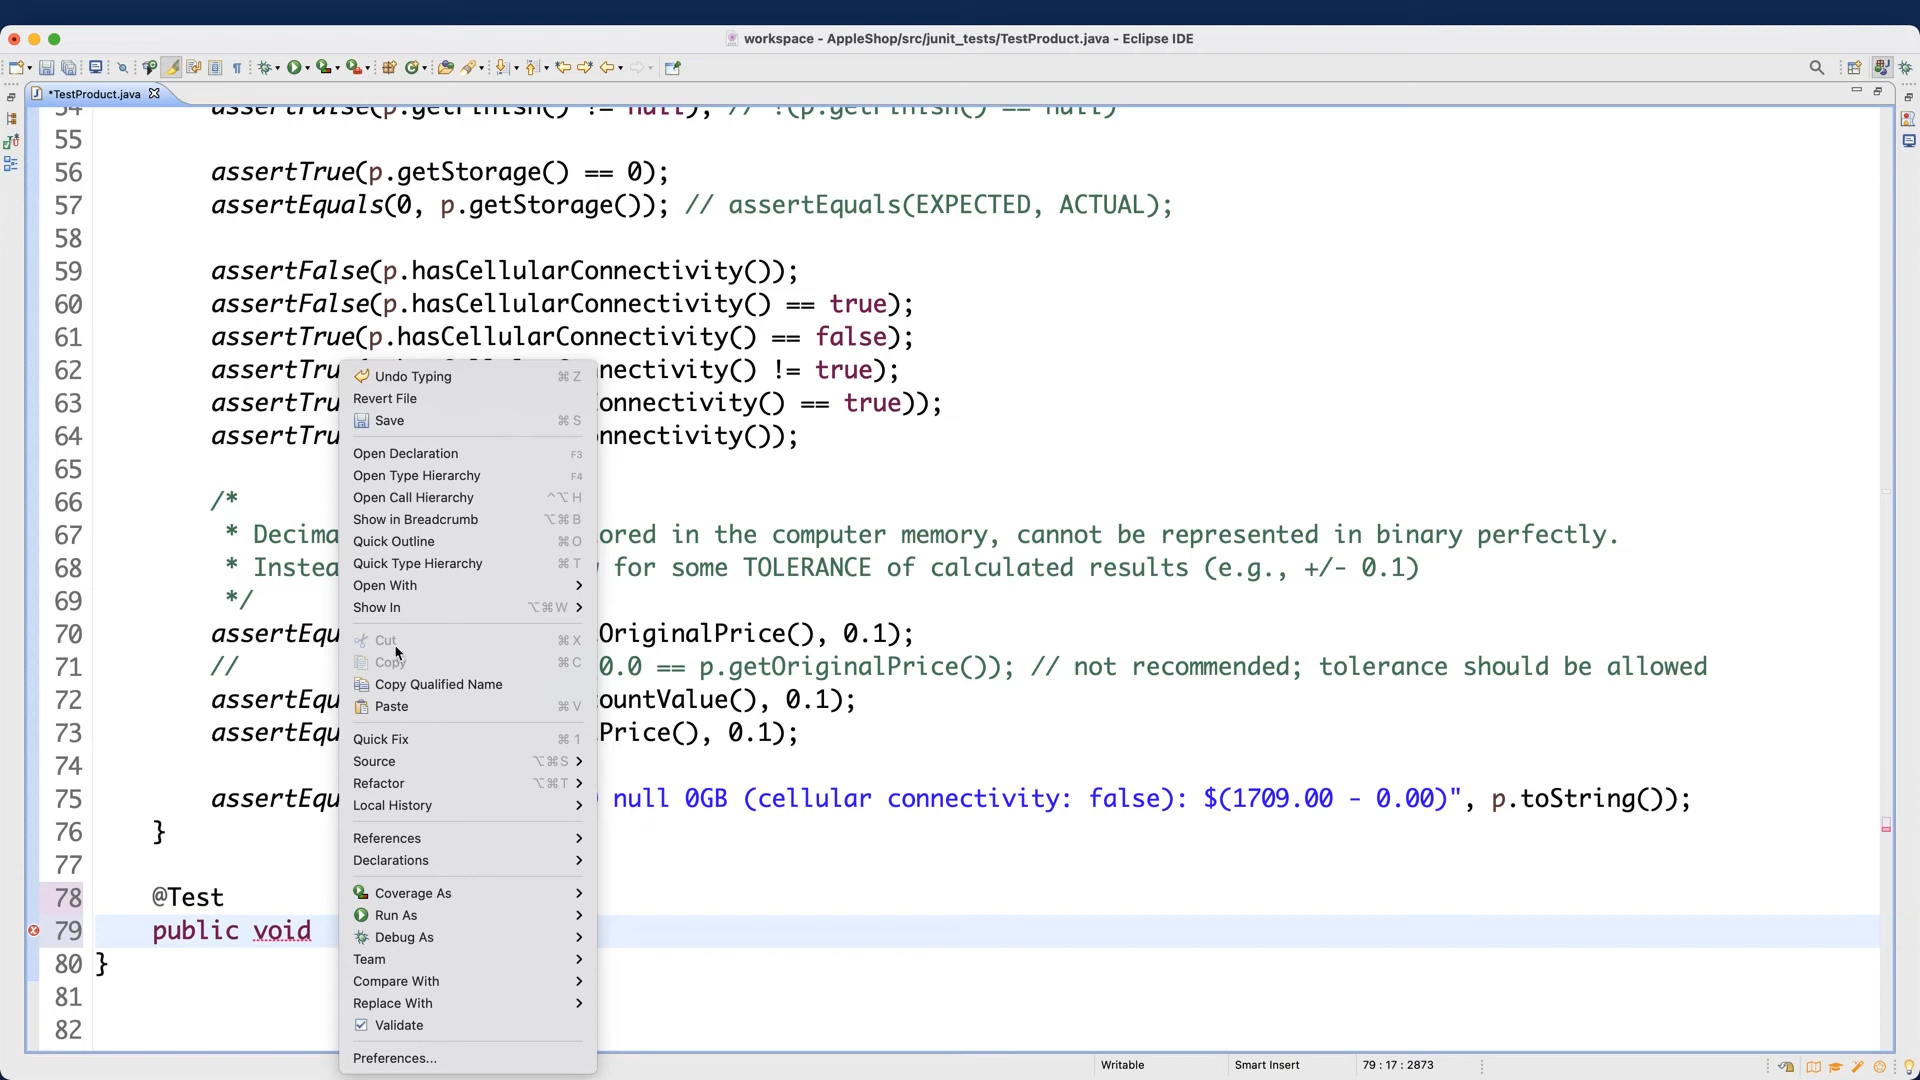 workspace - AppleShop/src/junit_tests/TestProduct.java - Eclipse IDE
*TestProduct.java
54 assertFalse(p.getFinish() != null); // !(p.getFinish() == null)
55
56 assertTrue(p.getStorage() == 0);
57 assertEquals(0, p.getStorage()); // assertEquals(EXPECTED, ACTUAL);
58
59 assertFalse(p.hasCellularConnectivity());
60 assertFalse(p.hasCellularConnectivity() == true);
61 assertTrue(p.hasCellularConnectivity() == false);
62 assertTru nnectivity() != true);
63 assertTru onnectivity() == true));
64 assertTru nnectivity());
65
66 /*
67 * Decima ored in the computer memory, cannot be represented in binary perfectly.
68 * Instea for some TOLERANCE of calculated results (e.g., +/- 0.1)
69 */
70 assertEqu OriginalPrice(), 0.1);
71 // 0.0 == p.getOriginalPrice()); // not recommended; tolerance should be allowed
72 assertEqu ountValue(), 0.1);
73 assertEqu Price(), 0.1);
74
75 assertEqu null 0GB (cellular connectivity: false): $(1709.00 - 0.00)", p.toString());
76 }
77
78 @Test
79 public void
80 }
81
82
Undo Typing ⌘Z
Revert File
Save ⌘S
Open Declaration F3
Open Type Hierarchy F4
Open Call Hierarchy ^⌥H
Show in Breadcrumb ⌥⌘B
Quick Outline ⌘O
Quick Type Hierarchy ⌘T
Open With
Show In ⌥⌘W
Cut ⌘X
Copy ⌘C
Copy Qualified Name
Paste ⌘V
Quick Fix ⌘1
Source ⌥⌘S
Refactor ⌥⌘T
Local History
References
Declarations
Coverage As
Run As
Debug As
Team
Compare With
Replace With
Validate
Preferences...
Writable Smart Insert 79 : 17 : 2873